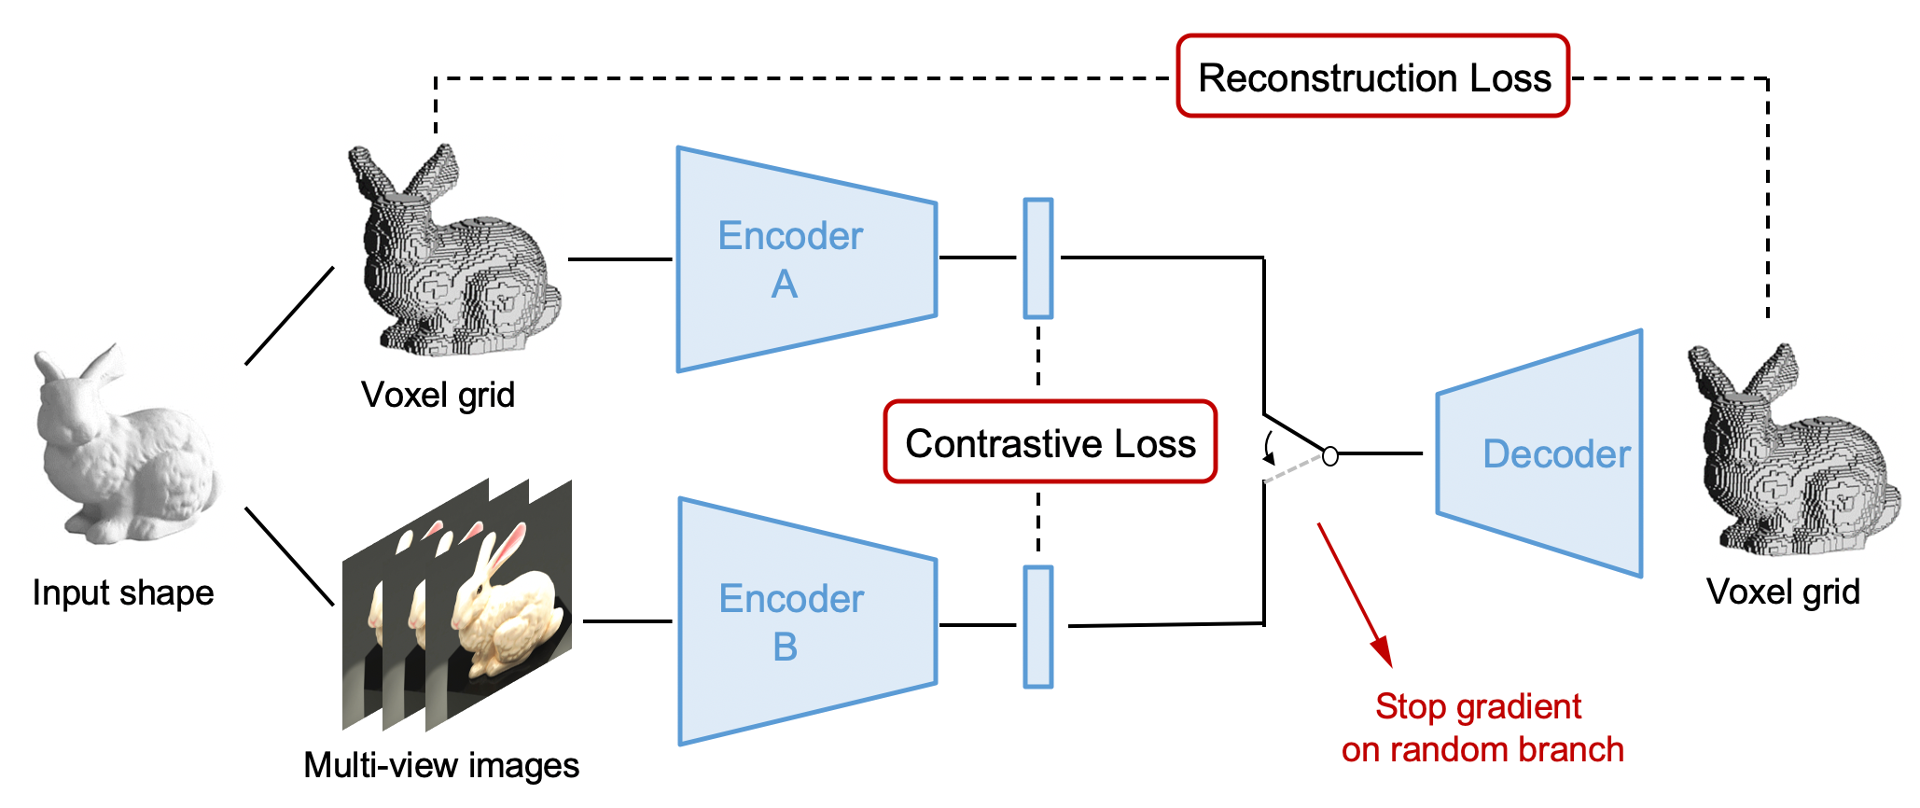 Reconstruction Loss
Encoder
A
Voxel grid
Contrastive Loss
Decoder
Input shape
Encoder
B
Voxel grid
Multi-view images
Stop gradient
on random branch